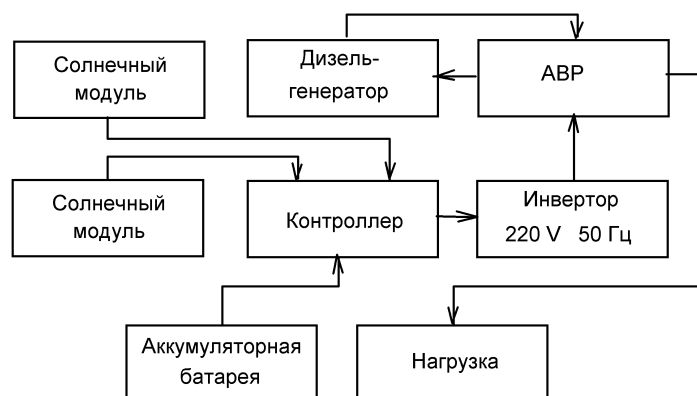 Солнечный
модуль
Дизель-
генератор
АВР
Солнечный
модуль
Контроллер
Инвертор
220 V 50 Гц
Аккумуляторная
батарея
Нагрузка